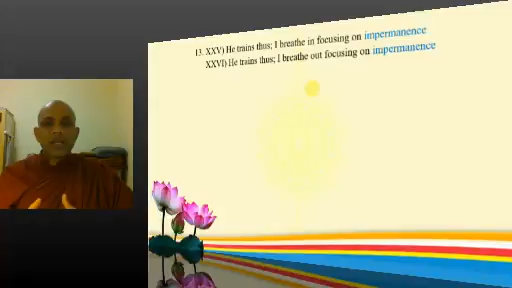 13. XXV) He trains thus; I breathe in focusing on impermanence
XXVI) He trains thus; I breathe out focusing on impermanence